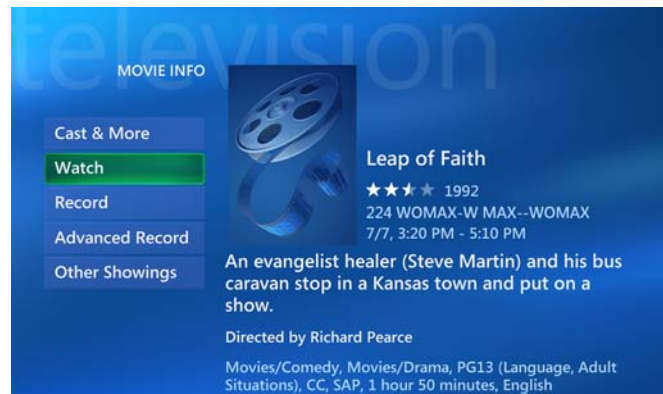 television
MOVIE INFO
Cast & More
Watch
Record
Advanced Record
Other Showings
Leap of Faith
1992
224 WOMAX-W MAX--WOMAX
7/7, 3:20 PM - 5:10 PM
An evangelist healer (Steve Martin) and his bus
caravan stop in a Kansas town and put on a
show.
Directed by Richard Pearce
Movies/Comedy, Movies/Drama, PG13 (Language, Adult
Situations), CC, SAP, 1 hour 50 minutes, English